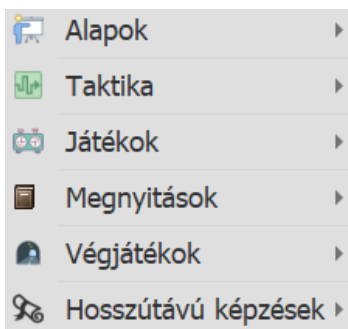 Alapok
Taktika
Játékok
Megnyitások
Végjátékok
Hosszútávú képzések